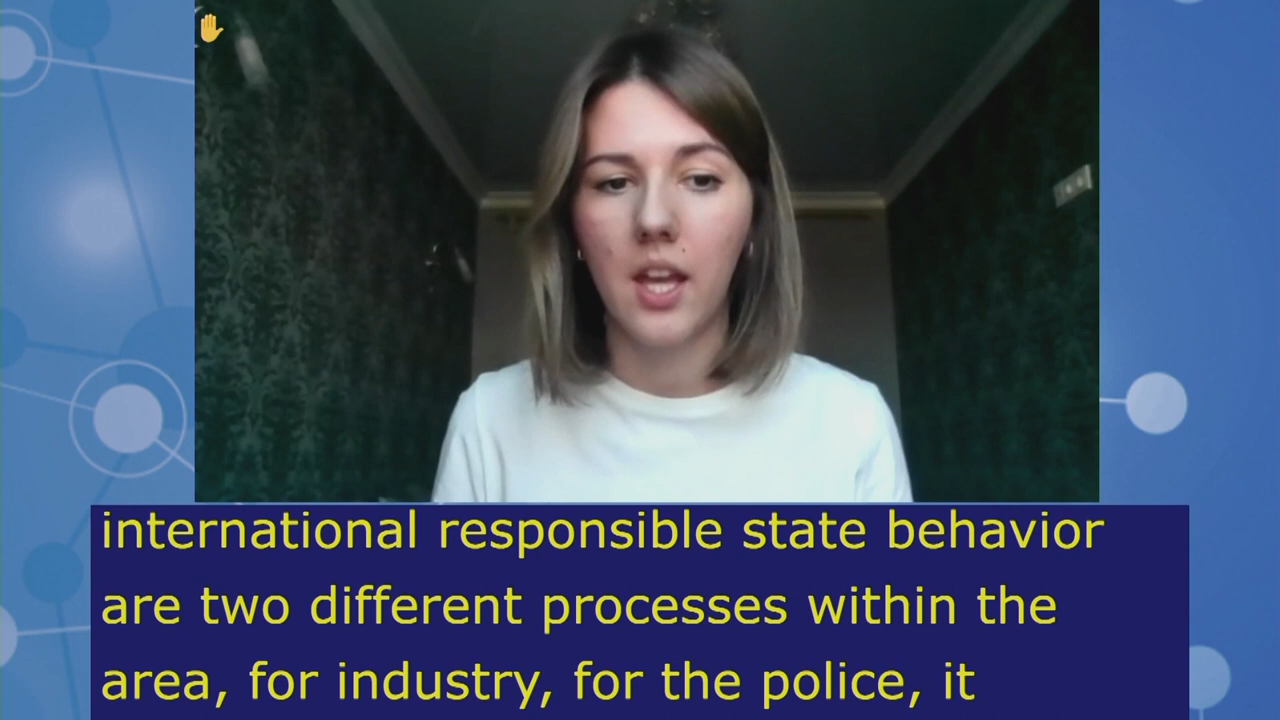 international responsible state behavior
are two different processes within the
area, for industry, for the police, it